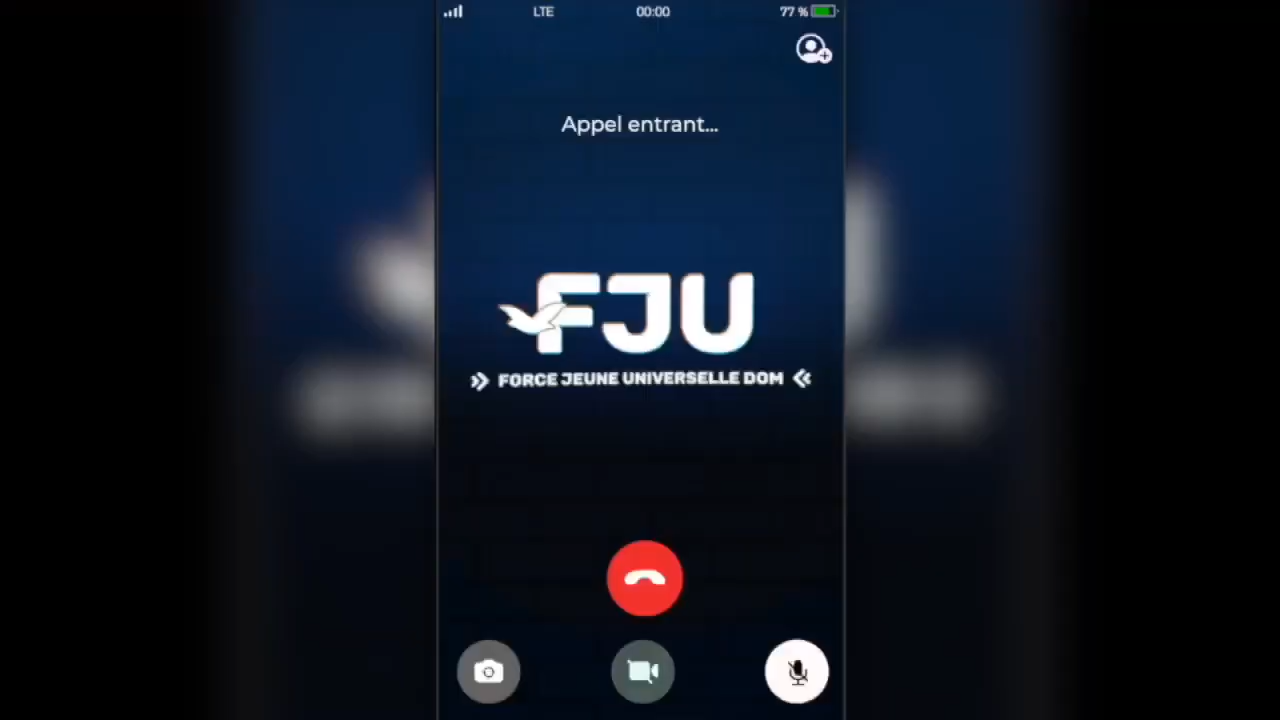 LTE 00:00 77 %
Appel entrant...
FJU
» FORCE JEUNE UNIVERSELLE DOM «